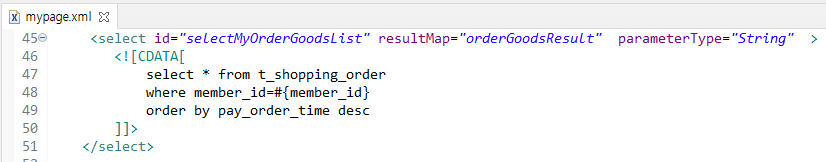 mypage.xml
45 <select id="selectMyOrderGoodsList" resultMap="orderGoodsResult"  parameterType="String"  >
46 <![CDATA[
47 select * from t_shopping_order
48 where member_id=#{member_id}
49 order by pay_order_time desc
50 ]]>
51 </select>